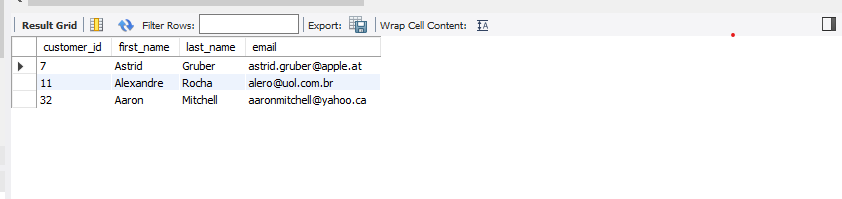 Result Grid Filter Rows: Export: Wrap Cell Content: IA
customer_id first_name last_name email
7 Astrid Gruber astrid.gruber@apple.at
11 Alexandre Rocha alero@uol.com.br
32 Aaron Mitchell aaronmitchell@yahoo.ca